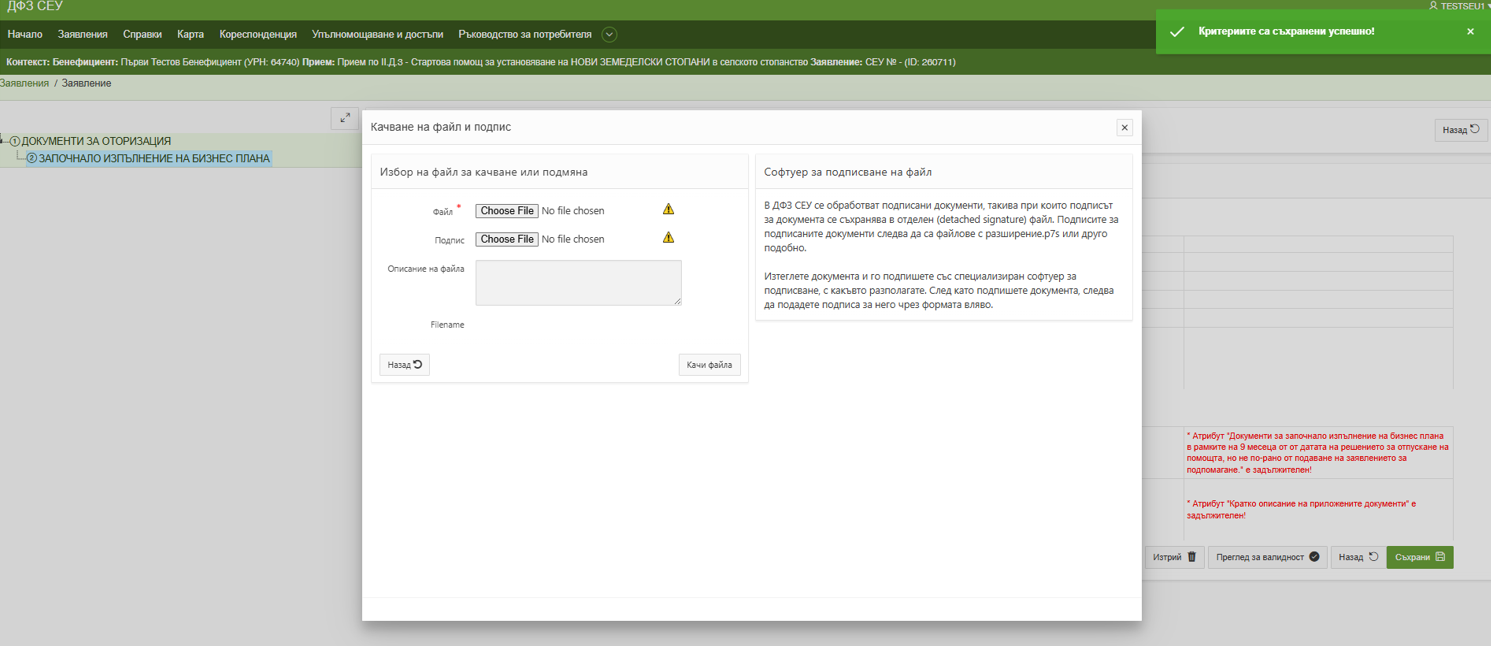 ДФЗ СЕУ
TESTSEU1
Начало Заявления Справки Карта Кореспонденция Упълномощаване и достъпи Ръководство за потребителя
Критериите са съхранени успешно!
Контекст: Бенефициент: Първи Тестов Бенефициент (УРН: 64740) Прием: Прием по II.Д.3 - Стартова помощ за установяване на НОВИ ЗЕМЕДЕЛСКИ СТОПАНИ в селското стопанство Заявление: СЕУ № - (ID: 260711)
Заявления / Заявление
Назад
1 ДОКУМЕНТИ ЗА ОТОРИЗАЦИЯ
2 ЗАПОЧНАЛО ИЗПЪЛНЕНИЕ НА БИЗНЕС ПЛАНА
Качване на файл и подпис
Избор на файл за качване или подмяна
Файл *
Choose File No file chosen
Подпис
Choose File No file chosen
Описание на файла
Filename
Назад
Качи файла
Софтуер за подписване на файл
В ДФЗ СЕУ се обработват подписани документи, такива при които подписът
за документа се съхранява в отделен (detached signature) файл. Подписите за
подписаните документи следва да са файлове с разширение.p7s или друго
подобно.
Изтеглете документа и го подпишете със специализиран софтуер за
подписване, с какъвто разполагате. След като подпишете документа, следва
да подадете подписа за него чрез формата вляво.
* Атрибут "Документи за започнало изпълнение на бизнес плана
в рамките на 9 месеца от от датата на решението за отпускане на
помощта, но не по-рано от подаване на заявлението за
подпомагане." е задължителен!
* Атрибут "Кратко описание на приложените документи" е
задължителен!
Изтрий Преглед за валидност Назад Съхрани